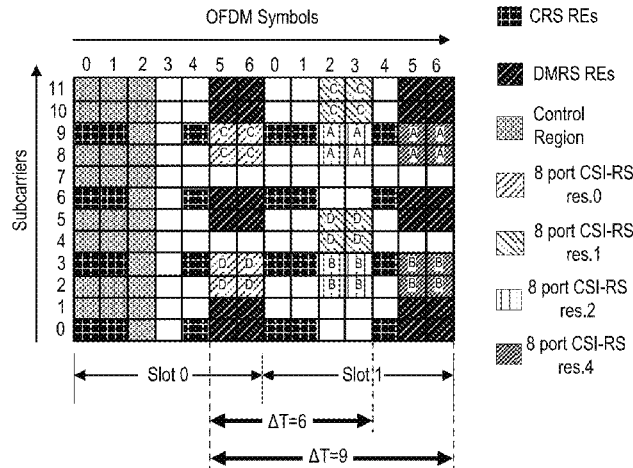 OFDM Symbols
0 1 2 3 4 5 6 0 1 2 3 4 5 6
Subcarriers
11 C C
10 C C
9 C C A A A A
8 C C A A A A
7
6
5 D D
4 D D
3 D D B B B B
2 D D B B B B
1
0
Slot 0 Slot 1
ΔT=6
ΔT=9
CRS REs
DMRS REs
Control
Region
8 port CSI-RS
res.0
8 port CSI-RS
res.1
8 port CSI-RS
res.2
8 port CSI-RS
res.4